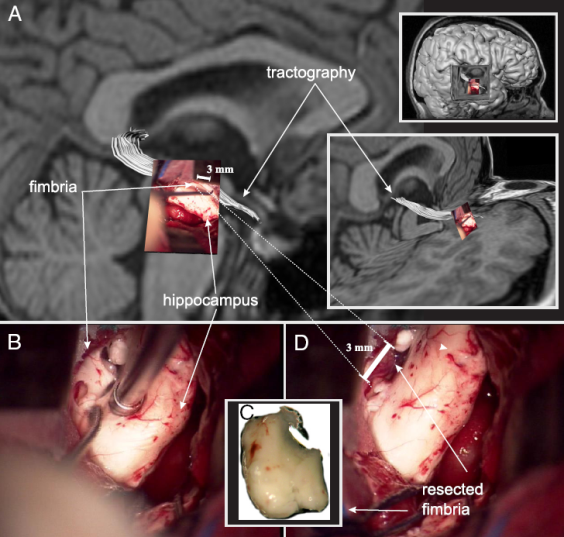 A
tractography
3 mm
fimbria
hippocampus
B
D
3 mm
C
resected
fimbria